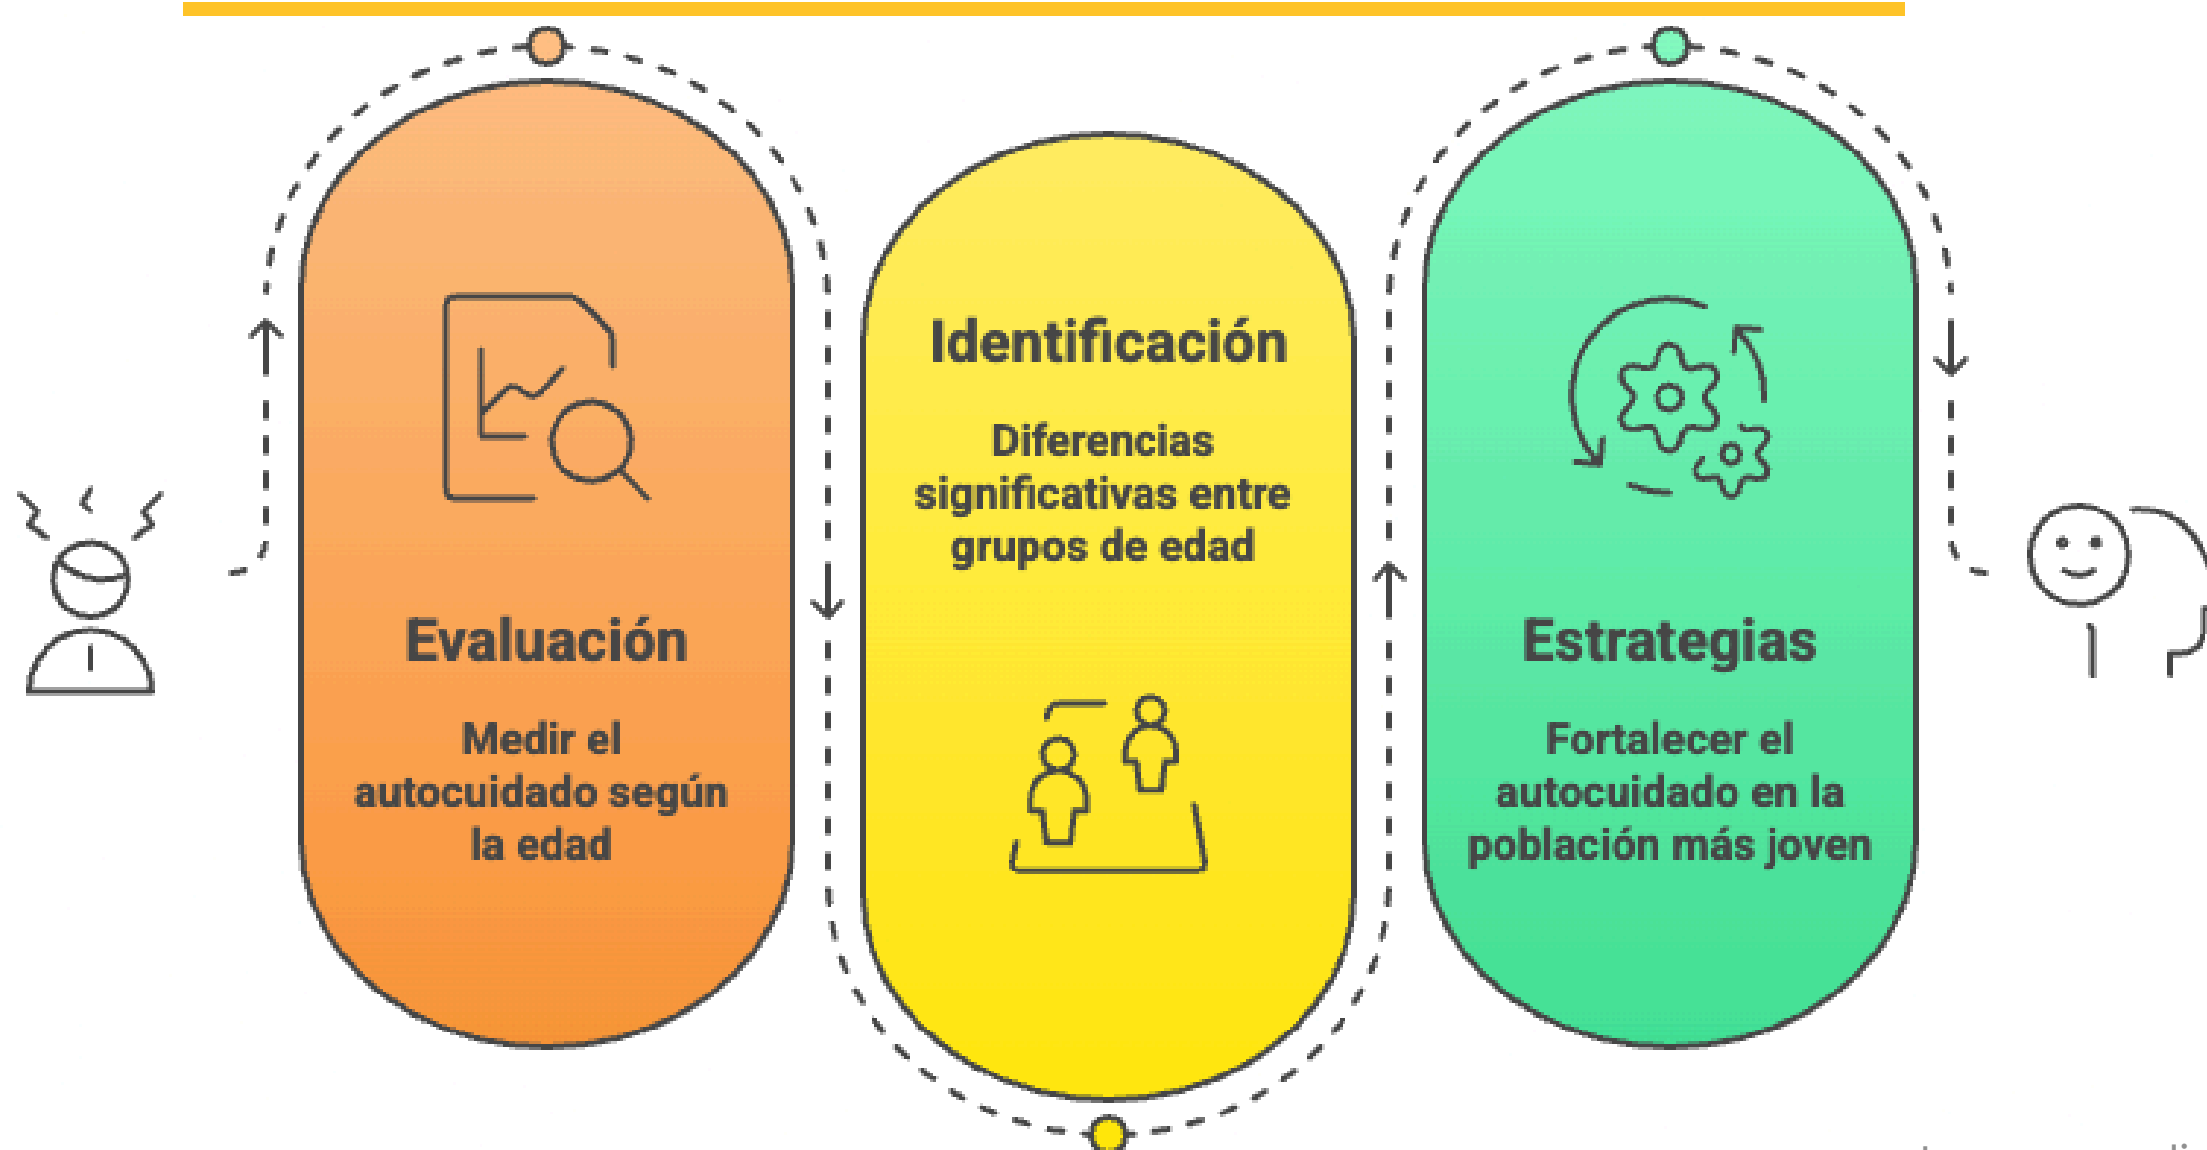 Evaluación
Medir el
autocuidado según
la edad
Identificación
Diferencias
significativas entre
grupos de edad
Estrategias
Fortalecer el
autocuidado en la
población más joven